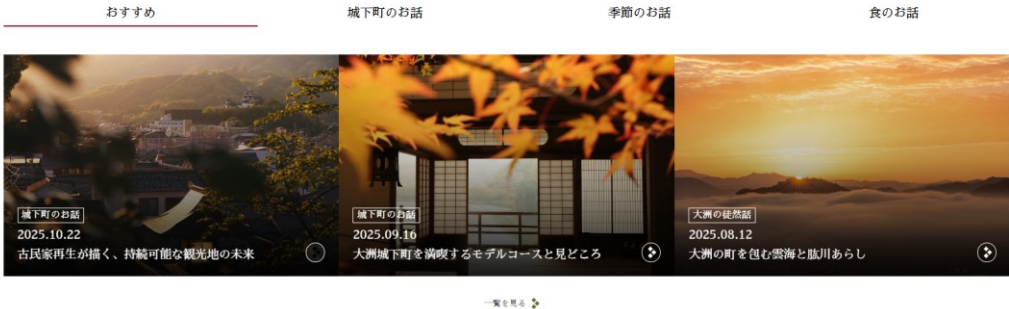 おすすめ
城下町のお話
季節のお話
食のお話
城下町のお話
2025.10.22
古民家再生が描く、持続可能な観光地の未来
城下町のお話
2025.09.16
大洲城下町を満喫するモデルコースと見どころ
大洲の徒然話
2025.08.12
大洲の町を包む雲海と肱川あらし
一覧を見る